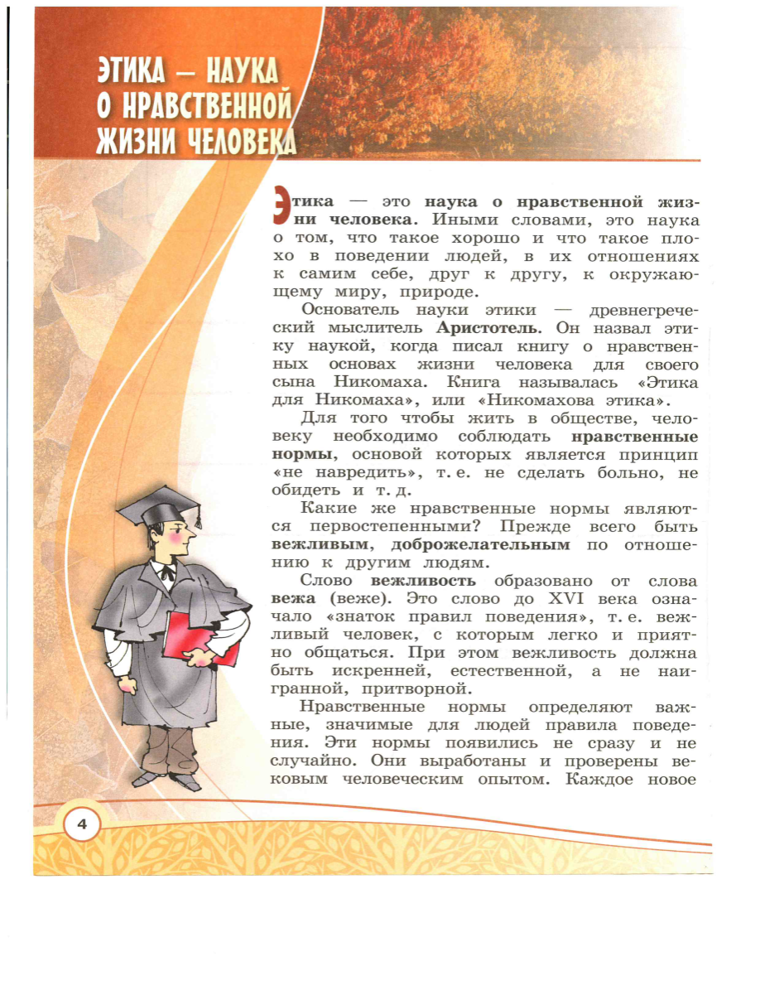 ЭТИКА – НАУКА
О НРАВСТВЕННОЙ
ЖИЗНИ ЧЕЛОВЕКА
Этика — это наука о нравственной жиз-
ни человека. Иными словами, это наука
о том, что такое хорошо и что такое пло-
хо в поведении людей, в их отношениях
к самим себе, друг к другу, к окружаю-
щему миру, природе.
Основатель науки этики — древнегрече-
ский мыслитель Аристотель. Он назвал эти-
ку наукой, когда писал книгу о нравствен-
ных основах жизни человека для своего
сына Никомаха. Книга называлась «Этика
для Никомаха», или «Никомахова этика».
Для того чтобы жить в обществе, чело-
веку необходимо соблюдать нравственные
нормы, основой которых является принцип
«не навредить», т. е. не сделать больно, не
обидеть и т. д.
Какие же нравственные нормы являют-
ся первостепенными? Прежде всего быть
вежливым, доброжелательным по отноше-
нию к другим людям.
Слово вежливость образовано от слова
вежа (веже). Это слово до XVI века озна-
чало «знаток правил поведения», т. е. веж-
ливый человек, с которым легко и прият-
но общаться. При этом вежливость должна
быть искренней, естественной, а не наи-
гранной, притворной.
Нравственные нормы определяют важ-
ные, значимые для людей правила поведе-
ния. Эти нормы появились не сразу и не
случайно. Они выработаны и проверены ве-
ковым человеческим опытом. Каждое новое
4